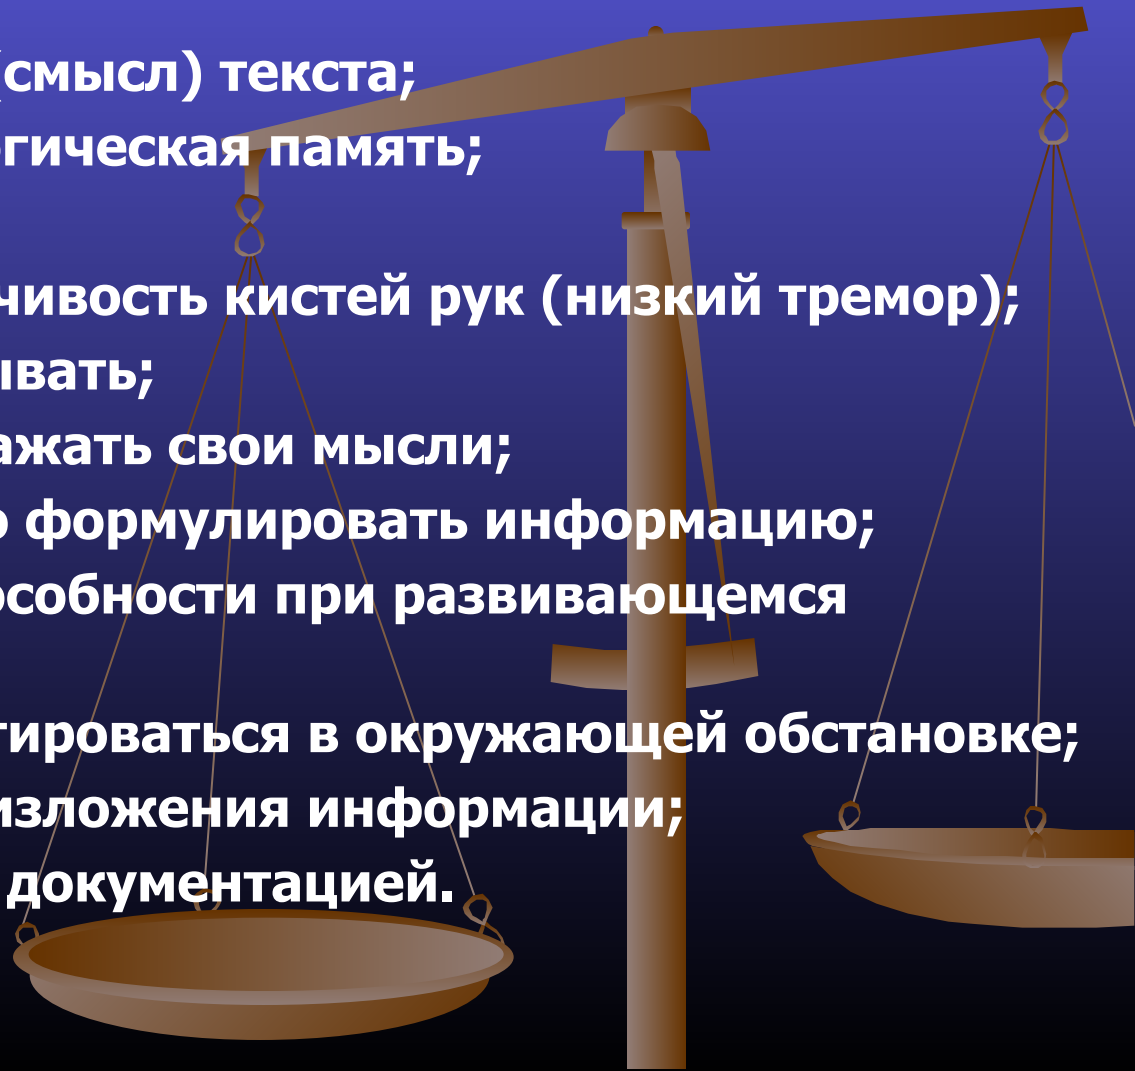 (смысл) текста;
гическая память;
чивость кистей рук (низкий тремор);
ывать;
ажать свои мысли;
о формулировать информацию;
особности при развивающемся
тироваться в окружающей обстановке;
изложения информации;
документацией.